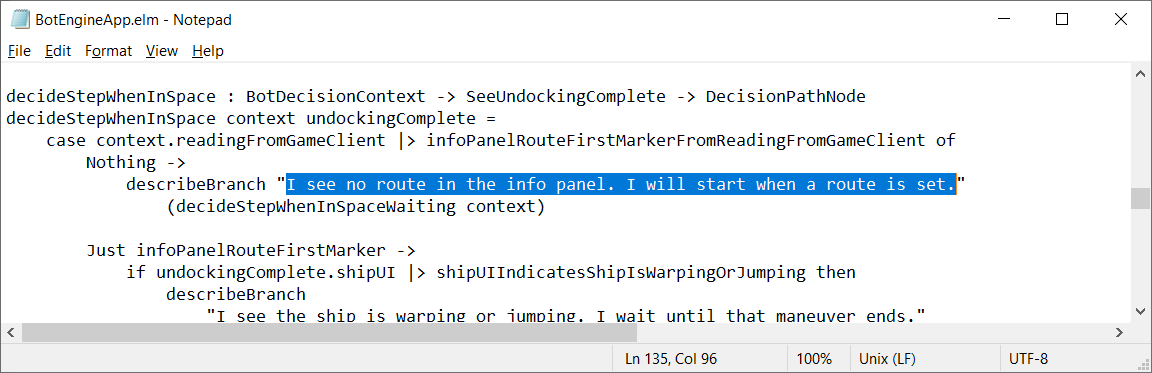 BotEngineApp.elm - Notepad
File Edit Format View Help
decideStepWhenInSpace : BotDecisionContext -> SeeUndockingComplete -> DecisionPathNode
decideStepWhenInSpace context undockingComplete =
    case context.readingFromGameClient |> infoPanelRouteFirstMarkerFromReadingFromGameClient of
        Nothing ->
            describeBranch "I see no route in the info panel. I will start when a route is set."
                (decideStepWhenInSpaceWaiting context)
        Just infoPanelRouteFirstMarker ->
            if undockingComplete.shipUI |> shipUIIndicatesShipIsWarpingOrJumping then
                describeBranch
                    "I see the ship is warping or jumping. I wait until that maneuver ends."
Ln 135, Col 96 100% Unix (LF) UTF-8